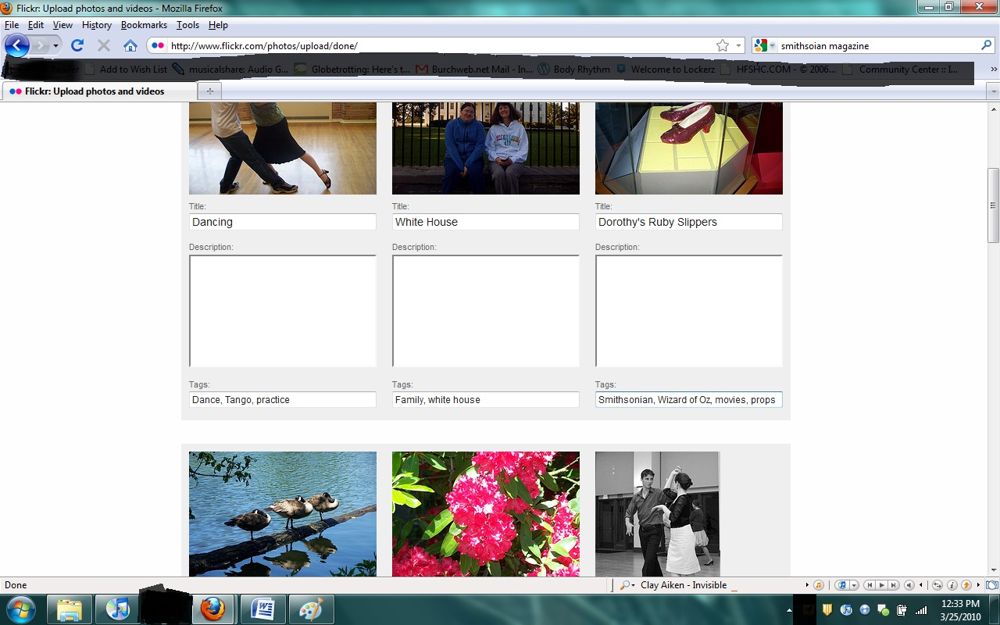 Flickr: Upload photos and videos - Mozilla Firefox
File Edit View History Bookmarks Tools Help
http://www.flickr.com/photos/upload/done/ smithsoian magazine
Reader Add to Wish List musicalshare: Audio G... Globetrotting: Here's t... Burchweb.net Mail - In... Body Rhythm Welcome to Lockerz HFSHC.COM - © 2006... Community Center :: I... »
Flickr: Upload photos and videos
Title: Title: Title:
Dancing White House Dorothy's Ruby Slippers
Description: Description: Description:
Tags: Tags: Tags:
Dance, Tango, practice Family, white house Smithsonian, Wizard of Oz, movies, props
Done Clay Aiken - Invisible
12:33 PM
3/25/2010